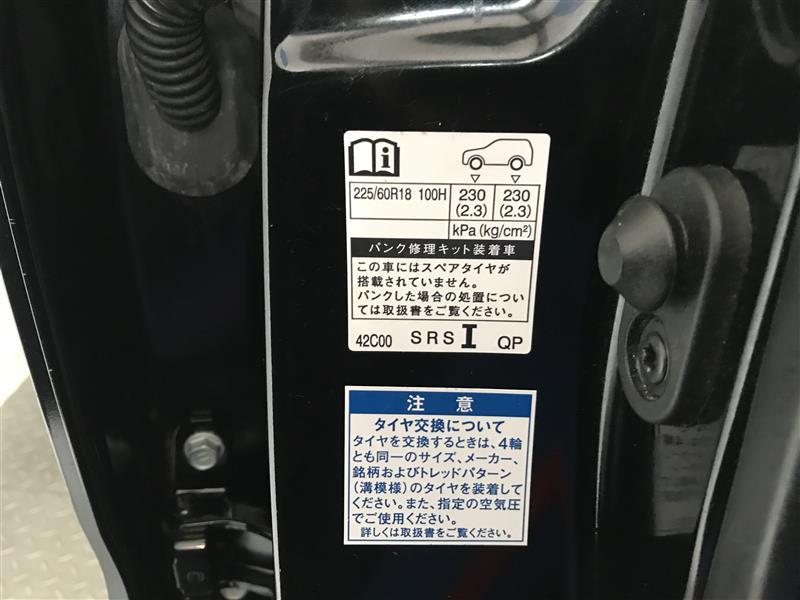 225/60R18 100H 230 (2.3) 230 (2.3)
kPa (kg/cm²)
パンク修理キット装着車
この車にはスペアタイヤが
搭載されていません。
パンクした場合の処置につい
ては取扱書をご覧ください。
42C00 SRS I QP
注 意
タイヤ交換について
タイヤを交換するときは、4輪
とも同一のサイズ、メーカー、
銘柄およびトレッドパターン
(溝模様)のタイヤを装着して
ください。また、指定の空気圧
でご使用ください。
詳しくは取扱書をご覧ください。